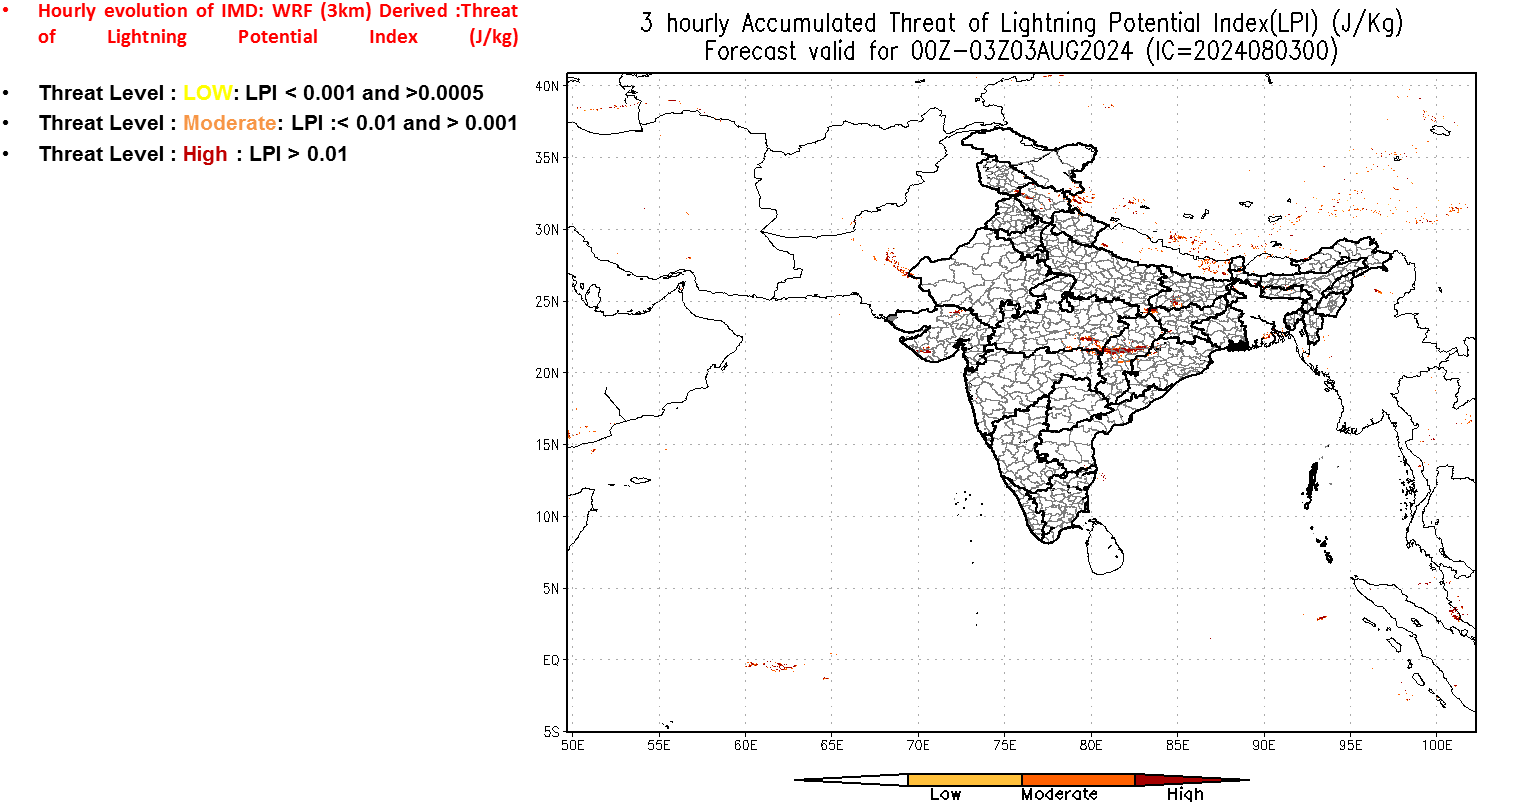 • Hourly evolution of IMD: WRF (3km) Derived :Threat
of Lightning Potential Index (J/kg)
• Threat Level : LOW: LPI < 0.001 and >0.0005
• Threat Level : Moderate: LPI :< 0.01 and > 0.001
• Threat Level : High : LPI > 0.01
3 hourly Accumulated Threat of Lightning Potential Index(LPI) (J/Kg)
Forecast valid for 00Z-03Z03AUG2024 (IC=2024080300)
40N
35N
30N
25N
20N
15N
10N
5N
EQ
5S
50E 55E 60E 65E 70E 75E 80E 85E 90E 95E 100E
Low Moderate High